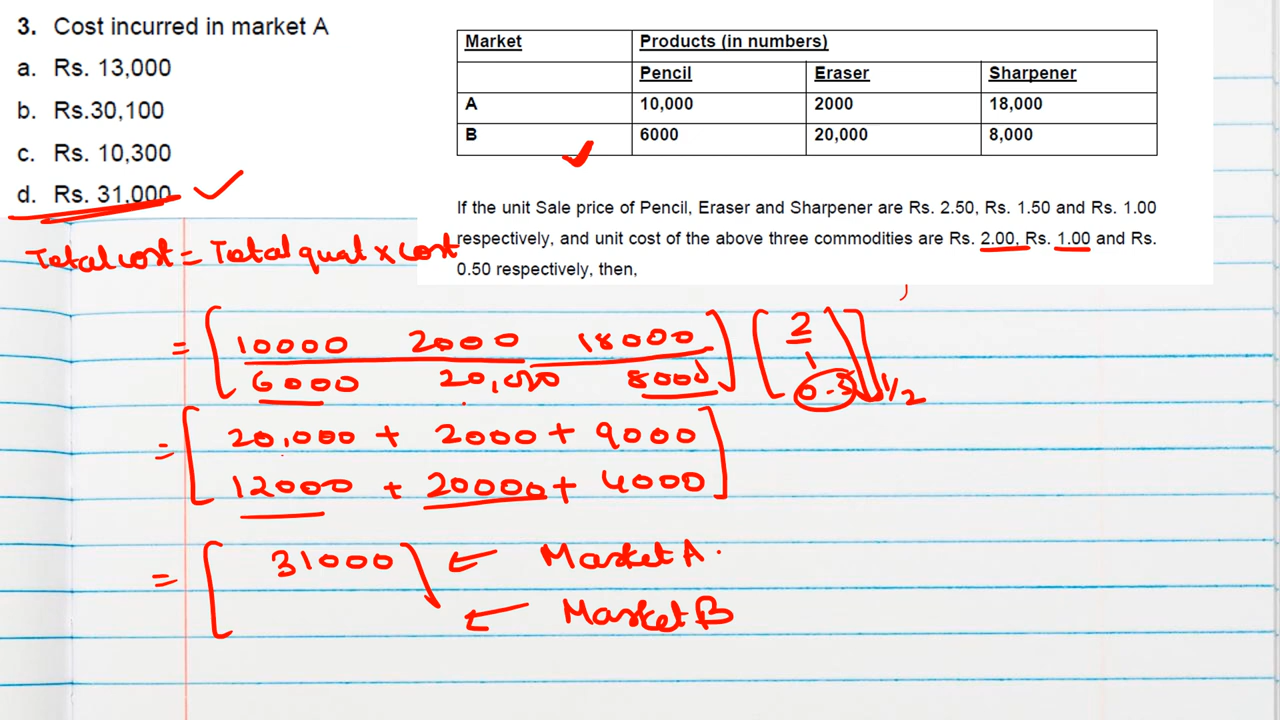 3. Cost incurred in market A
a. Rs. 13,000
b. Rs.30,100
c. Rs. 10,300
d. Rs. 31,000
Market Products (in numbers)
Pencil Eraser Sharpener
A 10,000 2000 18,000
B 6000 20,000 8,000
If the unit Sale price of Pencil, Eraser and Sharpener are Rs. 2.50, Rs. 1.50 and Rs. 1.00
respectively, and unit cost of the above three commodities are Rs. 2.00, Rs. 1.00 and Rs.
0.50 respectively, then,
Total cost = Total qual × cost
= [ 10000 2000 18000 ] [ 2 ]
6000 20,000 8000 1
0.5 1/2
= [ 20,000 + 2000 + 9000 ]
12000 + 20000 + 4000
= [ 31000 ] ← Market A.
← Market B